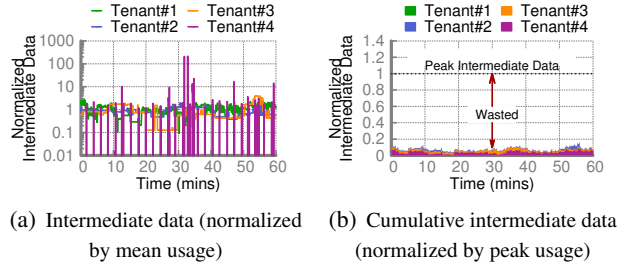 Tenant#1 Tenant#3
Tenant#2 Tenant#4
Normalized
Intermediate Data
1000
100
10
1
0.1
0.01
0 10 20 30 40 50 60
Time (mins)
(a) Intermediate data (normalized
by mean usage)
Tenant#1 Tenant#3
Tenant#2 Tenant#4
Normalized
Intermediate Data
1.4
1.2
1
0.8
0.6
0.4
0.2
0
Peak Intermediate Data
Wasted
0 10 20 30 40 50 60
Time (mins)
(b) Cumulative intermediate data
(normalized by peak usage)